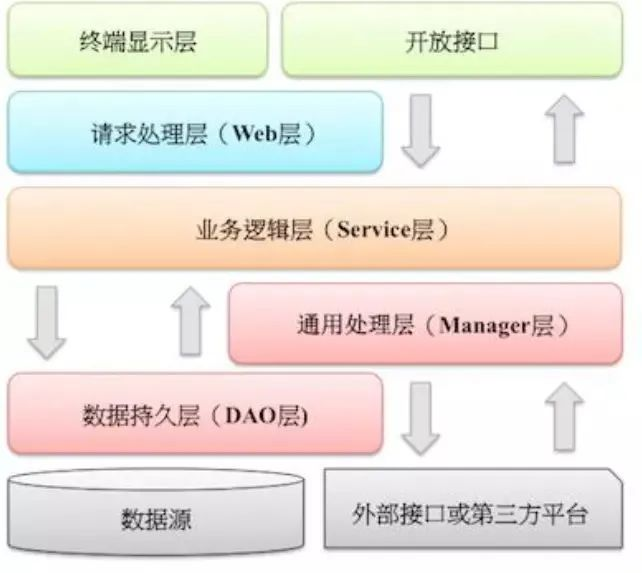 终端显示层
开放接口
请求处理层（Web层）
业务逻辑层（Service层）
通用处理层（Manager层）
数据持久层（DAO层)
数据源
外部接口或第三方平台